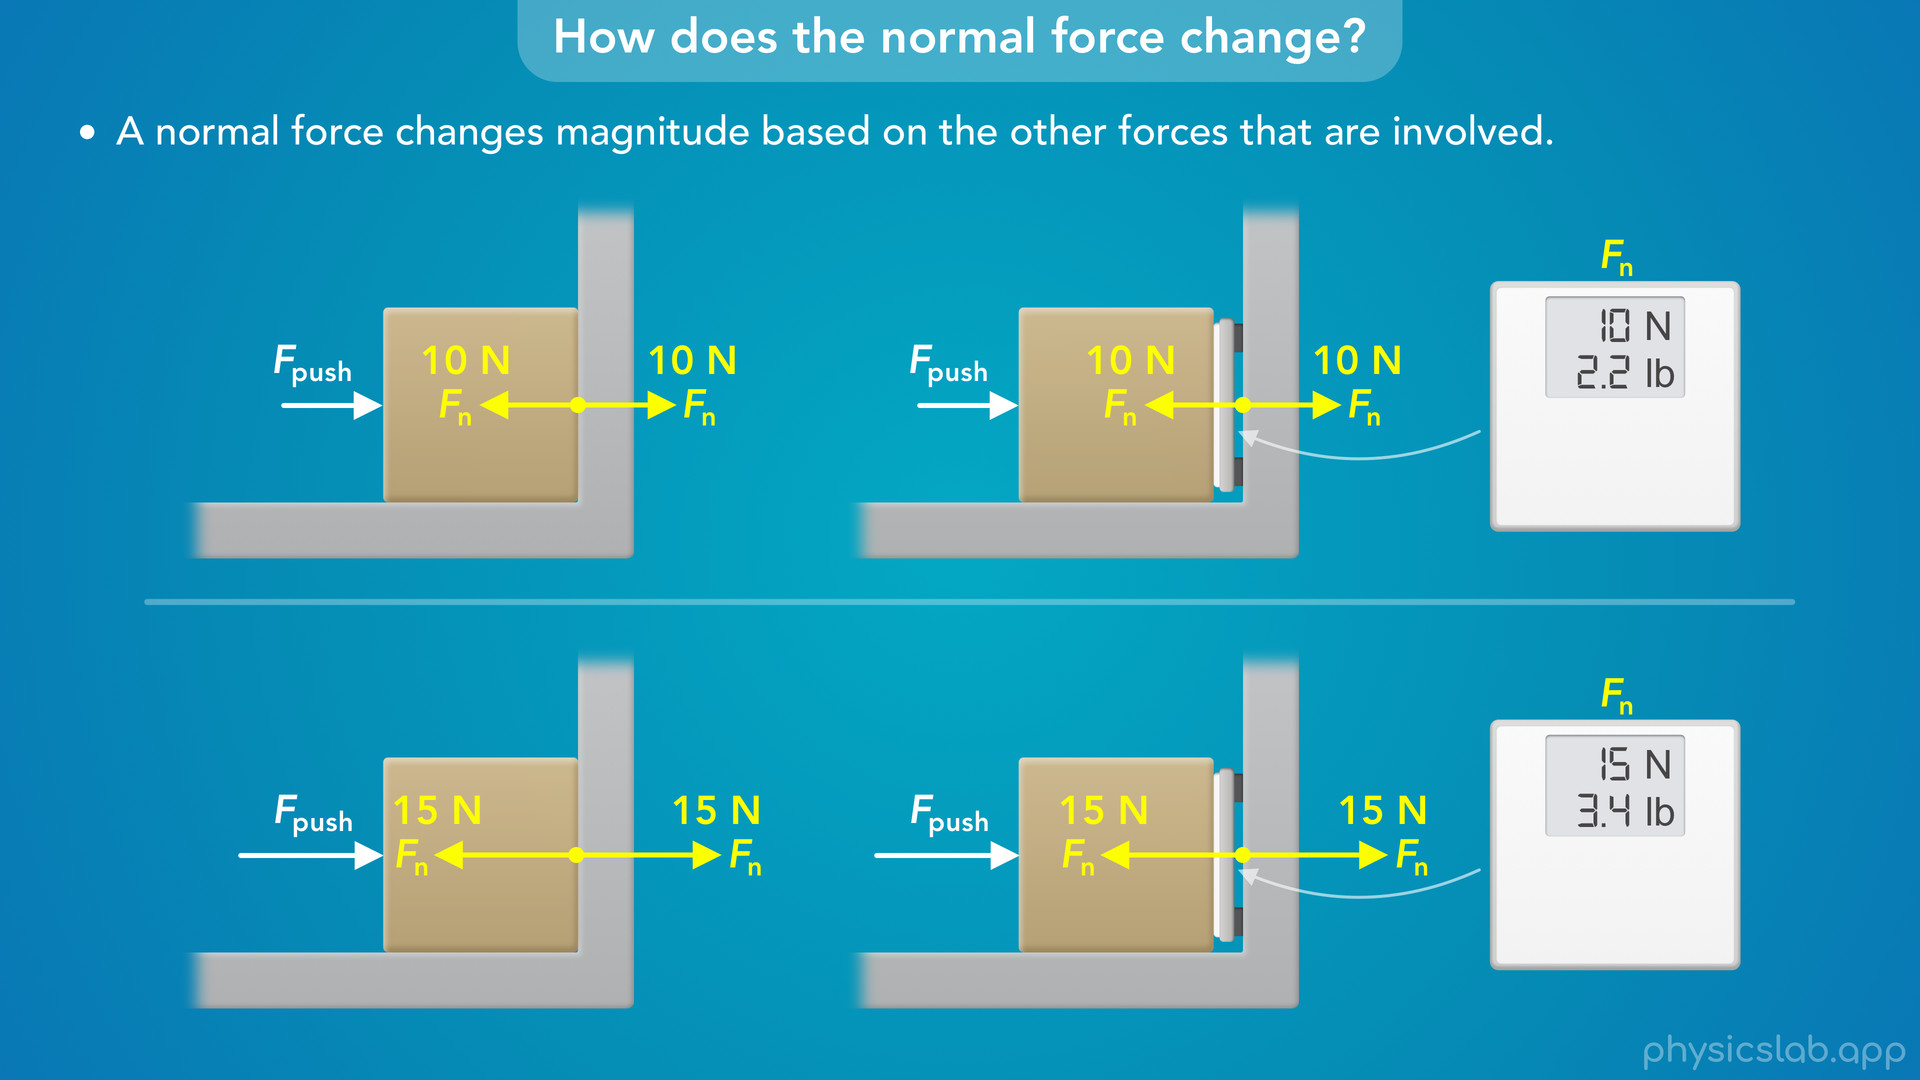 How does the normal force change?
• A normal force changes magnitude based on the other forces that are involved.
Fpush
10 N
Fn
10 N
Fn
Fpush
10 N
Fn
10 N
Fn
Fn
10 N
2.2 lb
Fpush
15 N
Fn
15 N
Fn
Fpush
15 N
Fn
15 N
Fn
Fn
15 N
3.4 lb
physicslab.app